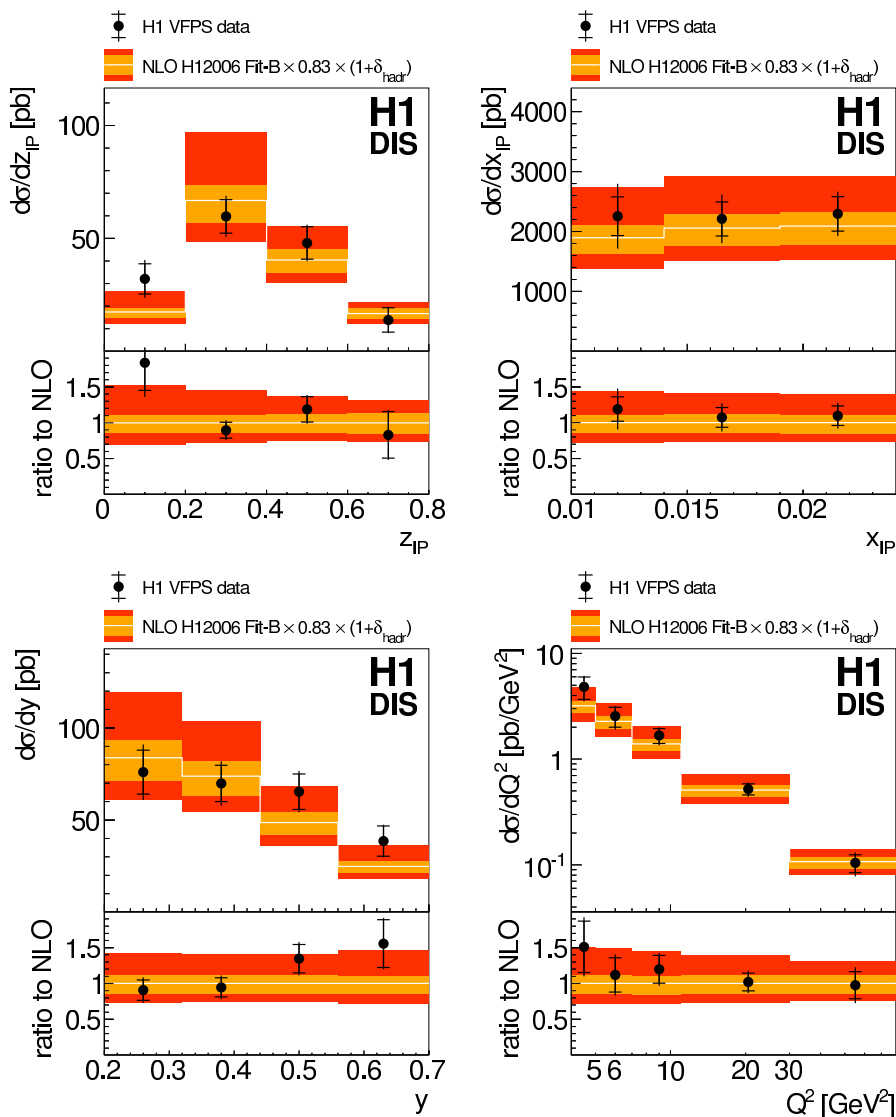 H1 VFPS data
NLO H12006 Fit-B × 0.83 × (1+δhadr)
dσ/dzIP [pb]
100
50
H1
DIS
ratio to NLO
1.5
1
0.5
0 0.2 0.4 0.6 0.8
zIP
H1 VFPS data
NLO H12006 Fit-B × 0.83 × (1+δhadr)
dσ/dxIP [pb]
4000
3000
2000
1000
H1
DIS
ratio to NLO
1.5
1
0.5
0.01 0.015 0.02
xIP
H1 VFPS data
NLO H12006 Fit-B × 0.83 × (1+δhadr)
dσ/dy [pb]
100
50
H1
DIS
ratio to NLO
1.5
1
0.5
0.2 0.3 0.4 0.5 0.6 0.7
y
H1 VFPS data
NLO H12006 Fit-B × 0.83 × (1+δhadr)
dσ/dQ² [pb/GeV²]
10
1
10⁻¹
H1
DIS
ratio to NLO
1.5
1
0.5
5 6 10 20 30
Q² [GeV²]